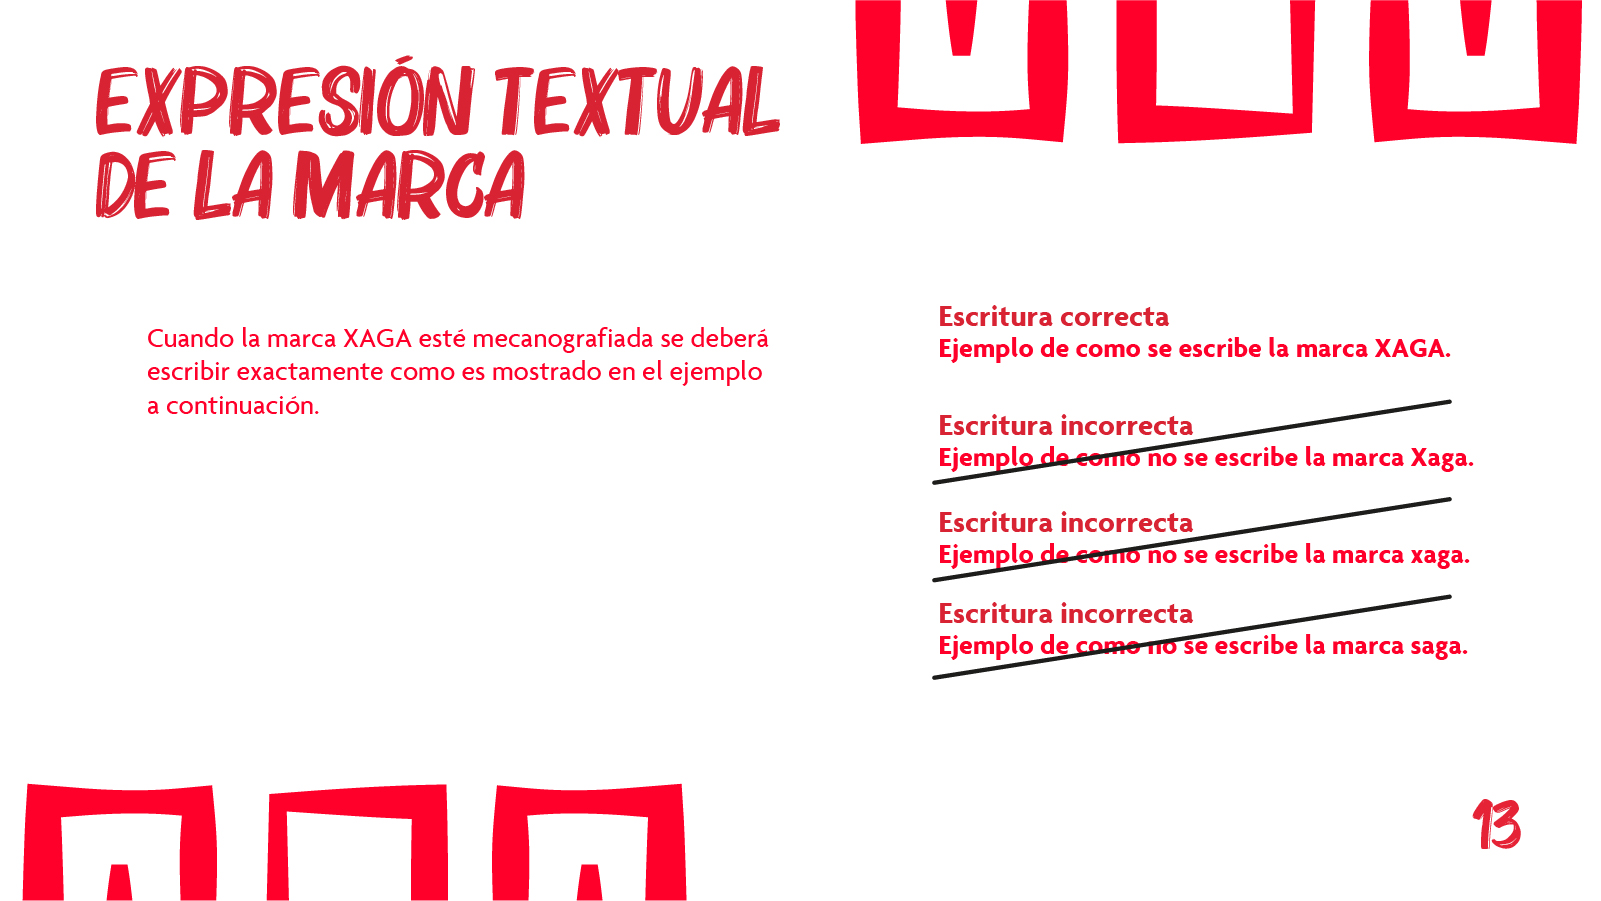 EXPRESIÓN TEXTUAL
DE LA MARCA
Cuando la marca XAGA esté mecanografiada se deberá
escribir exactamente como es mostrado en el ejemplo
a continuación.
Escritura correcta
Ejemplo de como se escribe la marca XAGA.
Escritura incorrecta
Ejemplo de como no se escribe la marca Xaga.
Escritura incorrecta
Ejemplo de como no se escribe la marca xaga.
Escritura incorrecta
Ejemplo de como no se escribe la marca saga.
13